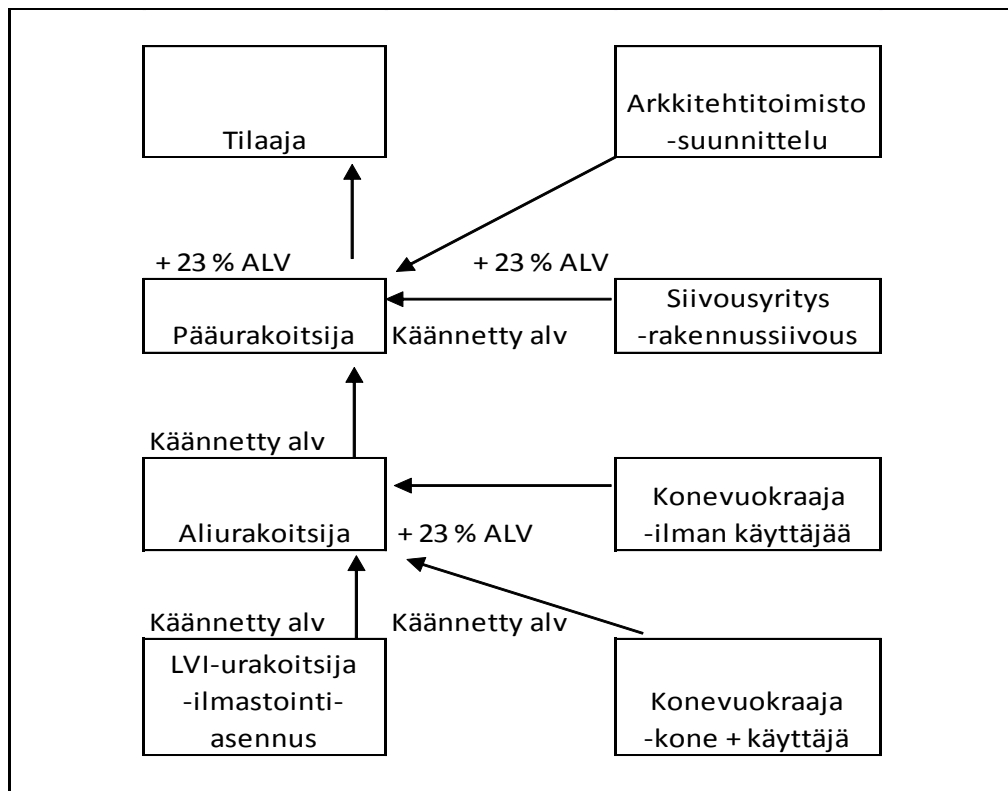 Tilaaja
Arkkitehtitoimisto
-suunnittelu
+ 23 % ALV
+ 23 % ALV
Pääurakoitsija
Käännetty alv
Siivousyritys
-rakennussiivous
Käännetty alv
Aliurakoitsija
+ 23 % ALV
Konevuokraaja
-ilman käyttäjää
Käännetty alv
Käännetty alv
LVI-urakoitsija
-ilmastointi-
asennus
Konevuokraaja
-kone + käyttäjä